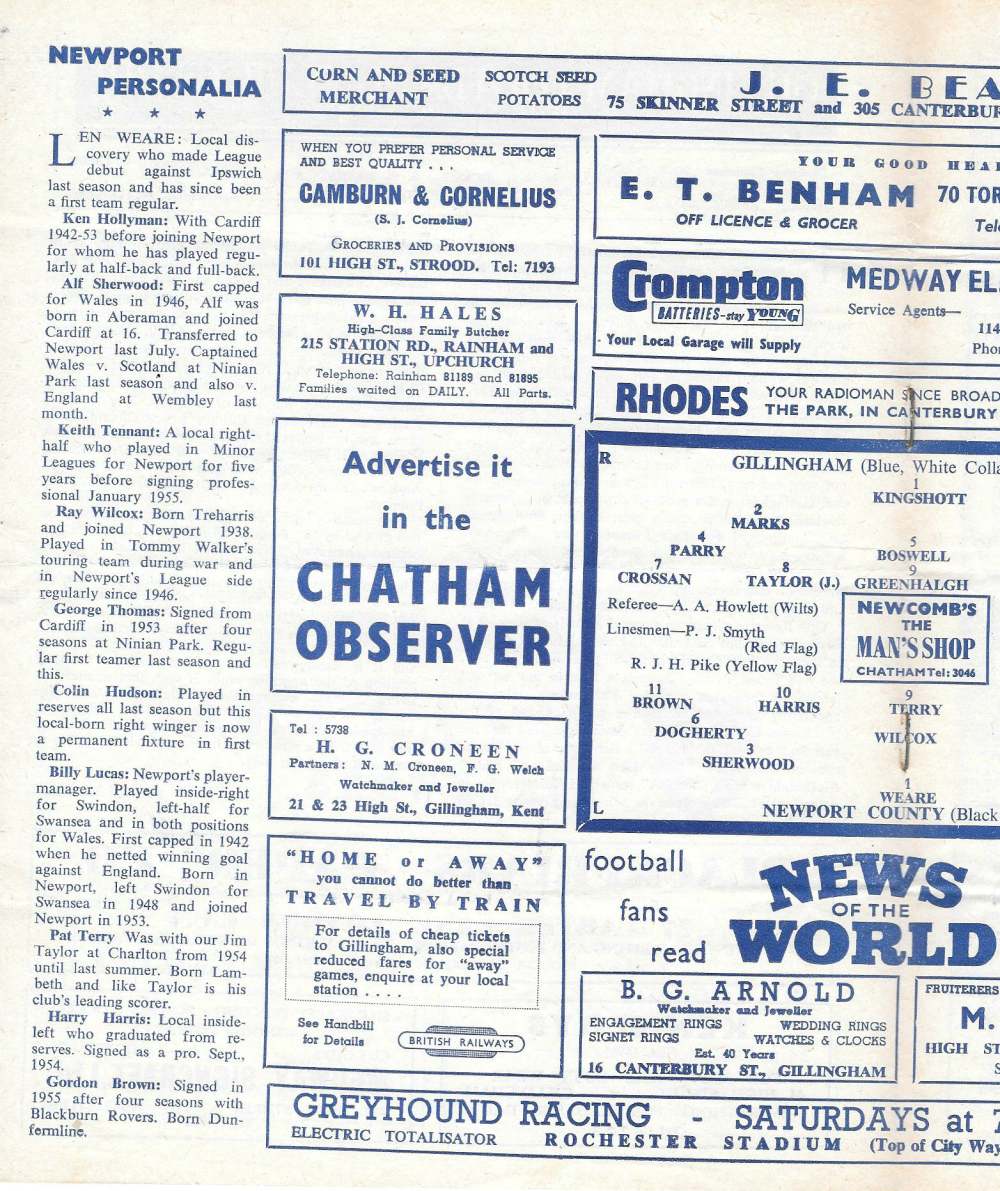 NEWPORT
PERSONALIA
★ ★ ★
LEN WEARE: Local dis-
covery who made League
debut against Ipswich
last season and has since been
a first team regular.
Ken Hollyman: With Cardiff
1942-53 before joining Newport
for whom he has played regu-
larly at half-back and full-back.
Alf Sherwood: First capped
for Wales in 1946, Alf was
born in Aberaman and joined
Cardiff at 16. Transferred to
Newport last July. Captained
Wales v. Scotland at Ninian
Park last season and also v.
England at Wembley last
month.
Keith Tennant: A local right-
half who played in Minor
Leagues for Newport for five
years before signing profes-
sional January 1955.
Ray Wilcox: Born Treharris
and joined Newport 1938.
Played in Tommy Walker's
touring team during war and
in Newport's League side
regularly since 1946.
George Thomas: Signed from
Cardiff in 1953 after four
seasons at Ninian Park. Regu-
lar first teamer last season and
this.
Colin Hudson: Played in
reserves all last season but this
local-born right winger is now
a permanent fixture in first
team.
Billy Lucas: Newport's player-
manager. Played inside-right
for Swindon, left-half for
Swansea and in both positions
for Wales. First capped in 1942
when he netted winning goal
against England. Born in
Newport, left Swindon for
Swansea in 1948 and joined
Newport in 1953.
Pat Terry Was with our Jim
Taylor at Charlton from 1954
until last summer. Born Lam-
beth and like Taylor is his
club's leading scorer.
Harry Harris: Local inside-
left who graduated from re-
serves. Signed as a pro. Sept.,
1954.
Gordon Brown: Signed in
1955 after four seasons with
Blackburn Rovers. Born Dun-
fermline.
CORN AND SEED SCOTCH SEED J. E. BEA
MERCHANT POTATOES 75 SKINNER STREET and 305 CANTERBUR
WHEN YOU PREFER PERSONAL SERVICE
AND BEST QUALITY . . .
CAMBURN & CORNELIUS
(S. J. Cornelius)
GROCERIES AND PROVISIONS
101 HIGH ST., STROOD. Tel: 7193
W. H. HALES
High-Class Family Butcher
215 STATION RD., RAINHAM and
HIGH ST., UPCHURCH
Telephone: Rainham 81189 and 81895
Families waited on DAILY. All Parts.
Advertise it
in the
CHATHAM
OBSERVER
Tel : 5738
H. G. CRONEEN
Partners: N. M. Croneen, F. G. Welch
Watchmaker and Jeweller
21 & 23 High St., Gillingham, Kent
"HOME or AWAY"
you cannot do better than
TRAVEL BY TRAIN
For details of cheap tickets
to Gillingham, also special
reduced fares for "away"
games, enquire at your local
station . . . .
See Handbill
for Details
BRITISH RAILWAYS
YOUR GOOD HEA
E. T. BENHAM 70 TOR
OFF LICENCE & GROCER Tel
Crompton MEDWAY EL
BATTERIES-stay YOUNG Service Agents—
114
Your Local Garage will Supply Pho
RHODES YOUR RADIOMAN SINCE BROAD
THE PARK, IN CANTERBURY
R GILLINGHAM (Blue, White Colla
1
KINGSHOTT
2
MARKS
4 5
PARRY BOSWELL
7 8 9
CROSSAN TAYLOR (J.) GREENHALGH
Referee—A. A. Howlett (Wilts)
Linesmen—P. J. Smyth
(Red Flag)
R. J. H. Pike (Yellow Flag)
NEWCOMB'S
THE
MAN'S SHOP
CHATHAM Tel: 3046
11 10 9
BROWN HARRIS TERRY
6
DOGHERTY WILCOX
3
SHERWOOD
1
WEARE
L NEWPORT COUNTY (Black
football
fans
read
NEWS
OF THE
WORLD
B. G. ARNOLD
Watchmaker and Jeweller
ENGAGEMENT RINGS WEDDING RINGS
SIGNET RINGS WATCHES & CLOCKS
Est. 40 Years
16 CANTERBURY ST., GILLINGHAM
FRUITERERS
M.
HIGH ST
S
GREYHOUND RACING - SATURDAYS at 7
ELECTRIC TOTALISATOR ROCHESTER STADIUM (Top of City Way